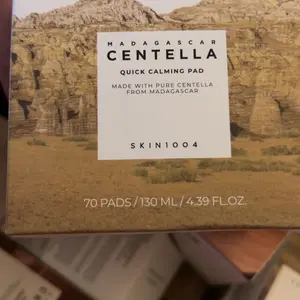 MADAGASCAR
CENTELLA
QUICK CALMING PAD
MADE WITH PURE CENTELLA
FROM MADAGASCAR
SKIN1004
70 PADS / 130 ML / 4.39 FL.OZ.